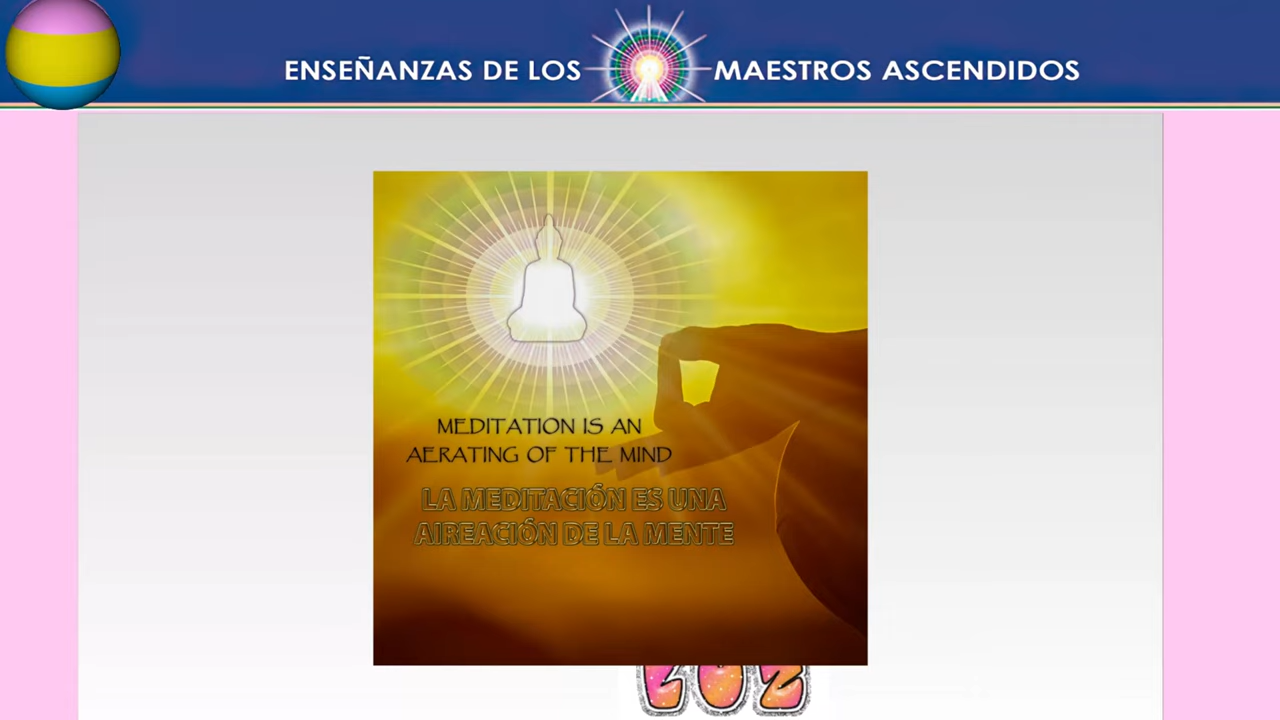 ENSEÑANZAS DE LOS MAESTROS ASCENDIDOS
MEDITATION IS AN
AERATING OF THE MIND
LA MEDITACIÓN ES UNA
AIREACIÓN DE LA MENTE